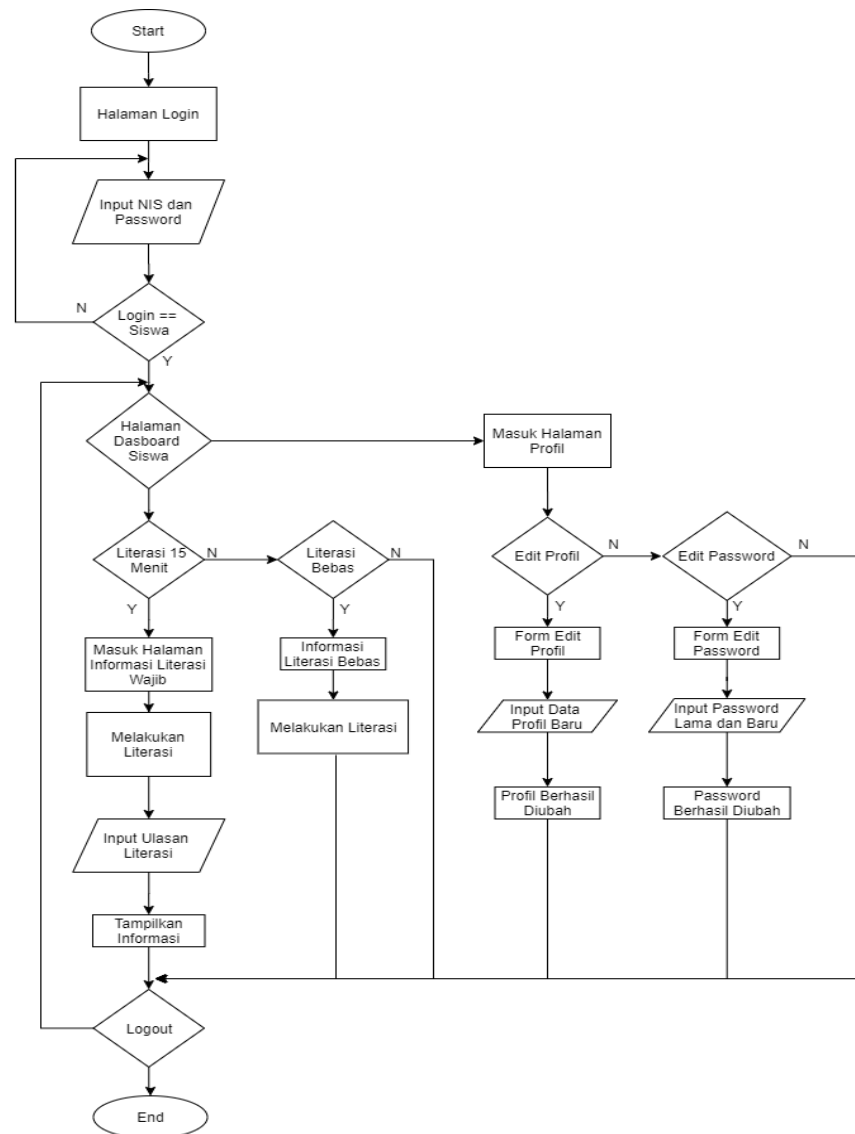 Start
Halaman Login
Input NIS dan
Password
N
Login ==
Siswa
Y
Halaman
Dasboard
Siswa
Masuk Halaman
Profil
Literasi 15
Menit
N
Literasi
Bebas
N
Edit Profil
N
Edit Password
N
Y
Y
Y
Y
Masuk Halaman
Informasi Literasi
Wajib
Informasi
Literasi Bebas
Form Edit
Profil
Form Edit
Password
Melakukan
Literasi
Melakukan Literasi
Input Data
Profil Baru
Input Password
Lama dan Baru
Profil Berhasil
Diubah
Password
Berhasil Diubah
Input Ulasan
Literasi
Tampilkan
Informasi
Logout
End